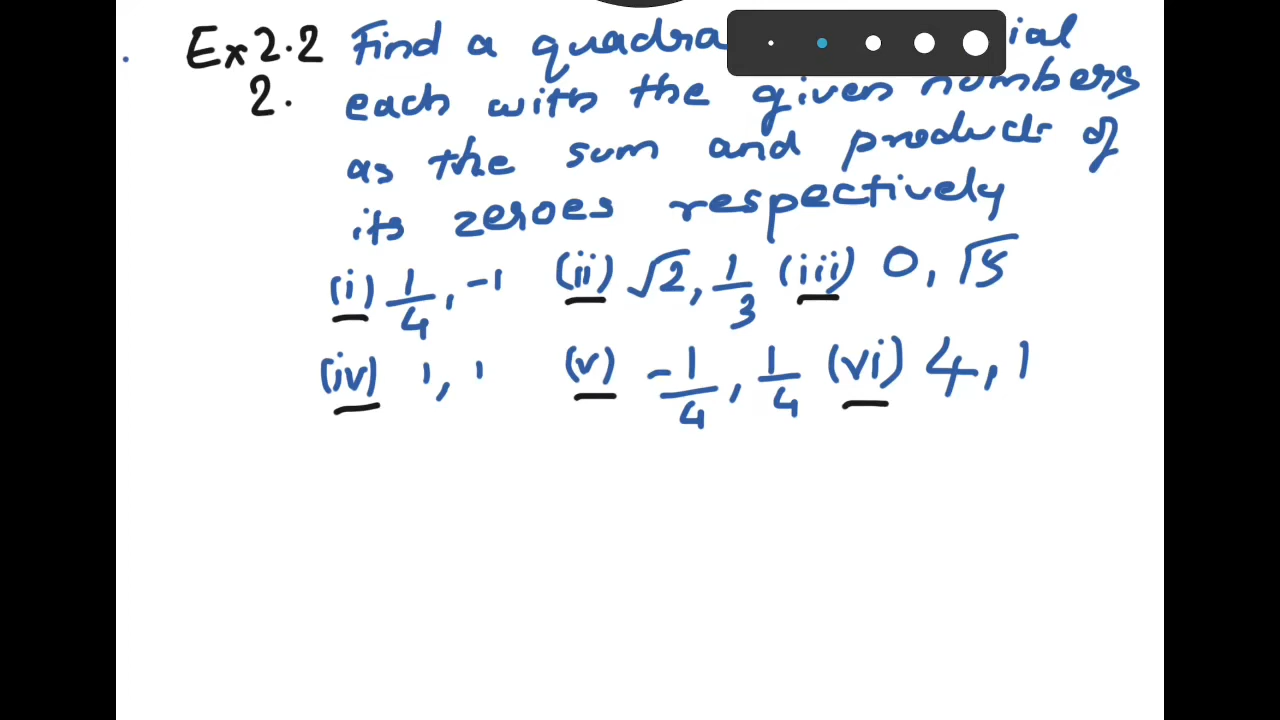 Ex 2.2 Find a quadra ial
2. each with the given numbers
as the sum and product of
its zeroes respectively
(i) 1/4, -1 (ii) √2, 1/3 (iii) 0, √5
(iv) 1, 1 (v) -1/4, 1/4 (vi) 4, 1